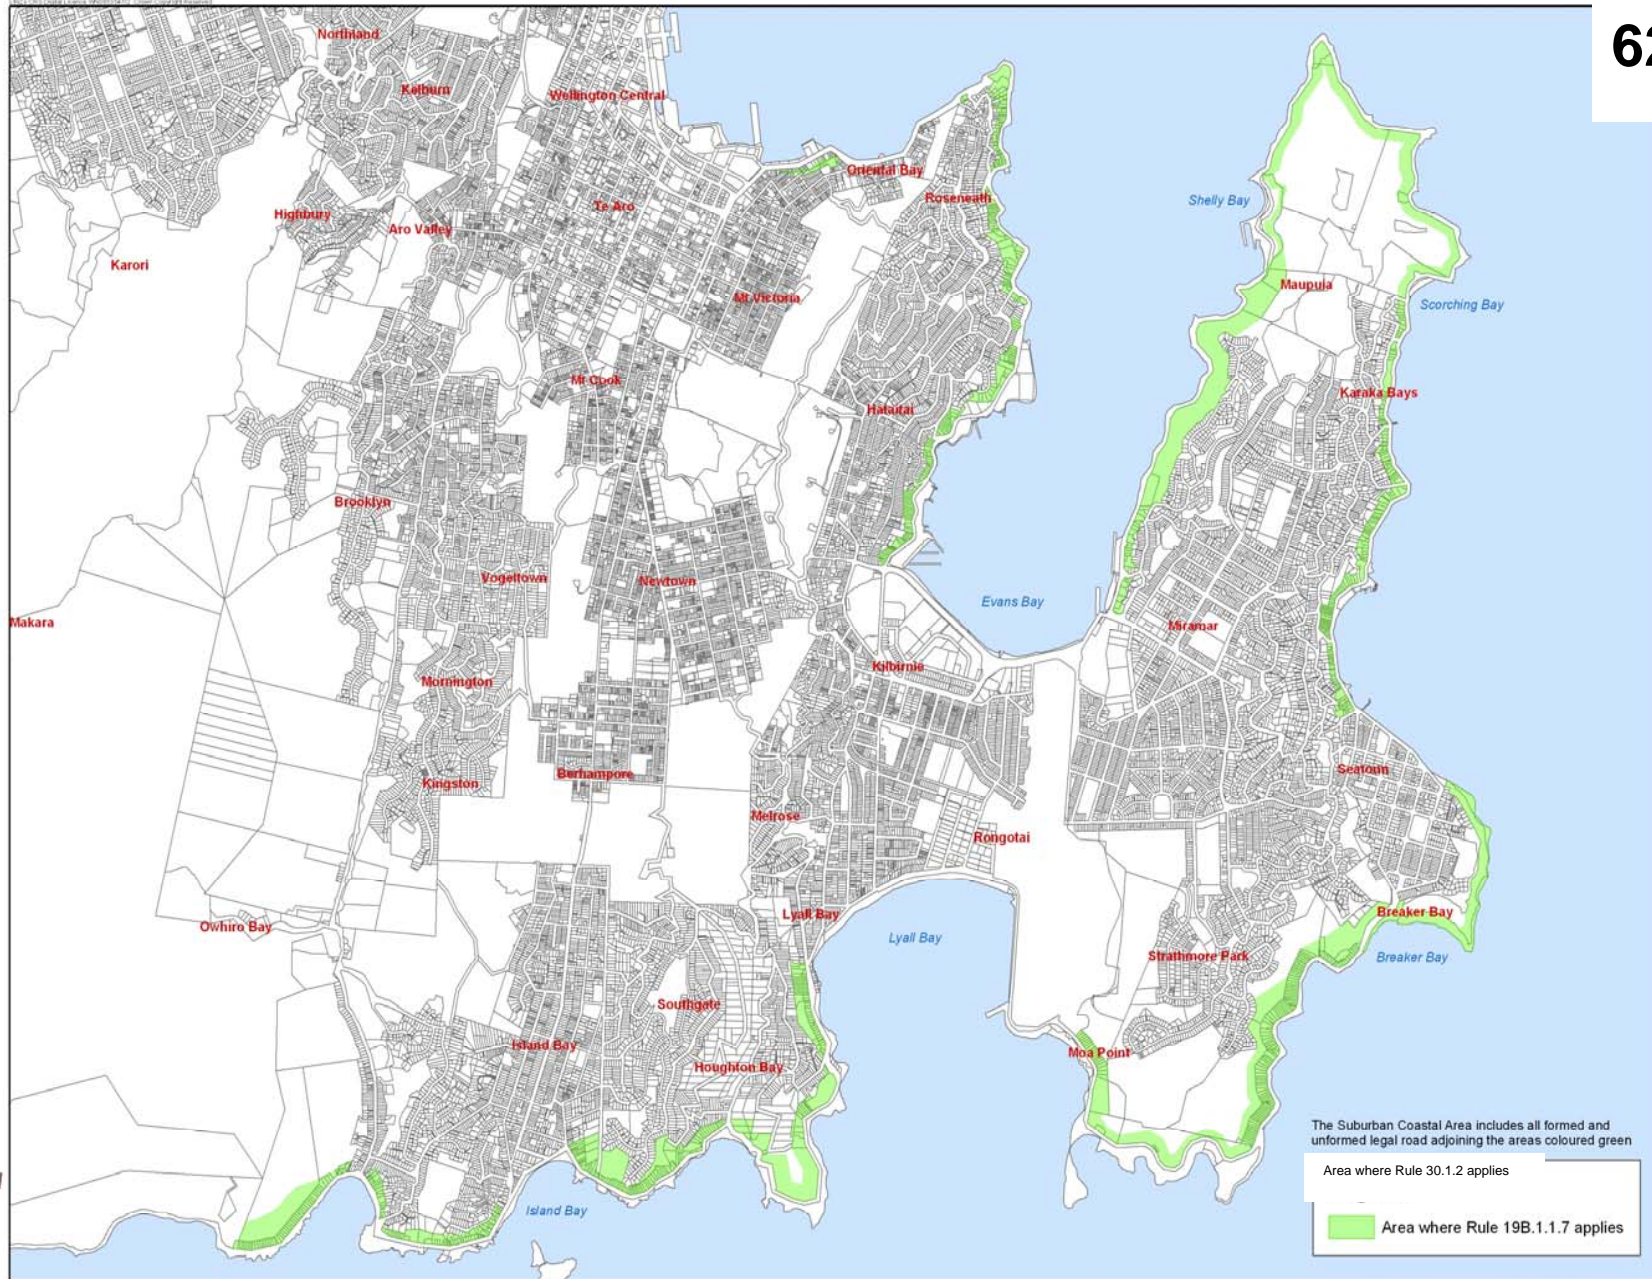 62
Northland
Kelburn
Wellington Central
Oriental Bay
Roseneath
Shelly Bay
Te Aro
Highbury
Aro Valley
Karori
Maupuia
Mt Victoria
Scorching Bay
Mt Cook
Karaka Bays
Hataitai
Brooklyn
Vogeltown
Newtown
Evans Bay
Makara
Miramar
Kilbirnie
Mornington
Seatoun
Berhampore
Kingston
Melrose
Rongotai
Breaker Bay
Lyall Bay
Owhiro Bay
Lyall Bay
Strathmore Park
Breaker Bay
Southgate
Island Bay
Moa Point
Houghton Bay
Island Bay
The Suburban Coastal Area includes all formed and
unformed legal road adjoining the areas coloured green
Area where Rule 30.1.2 applies
Area where Rule 19B.1.1.7 applies